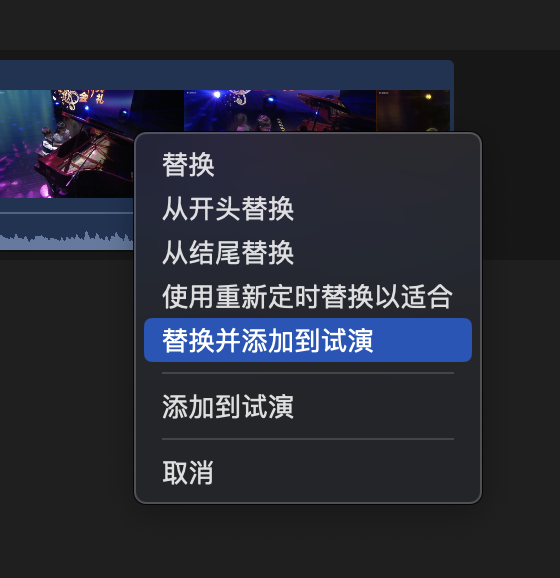 替换
从开头替换
从结尾替换
使用重新定时替换以适合
替换并添加到试演
添加到试演
取消